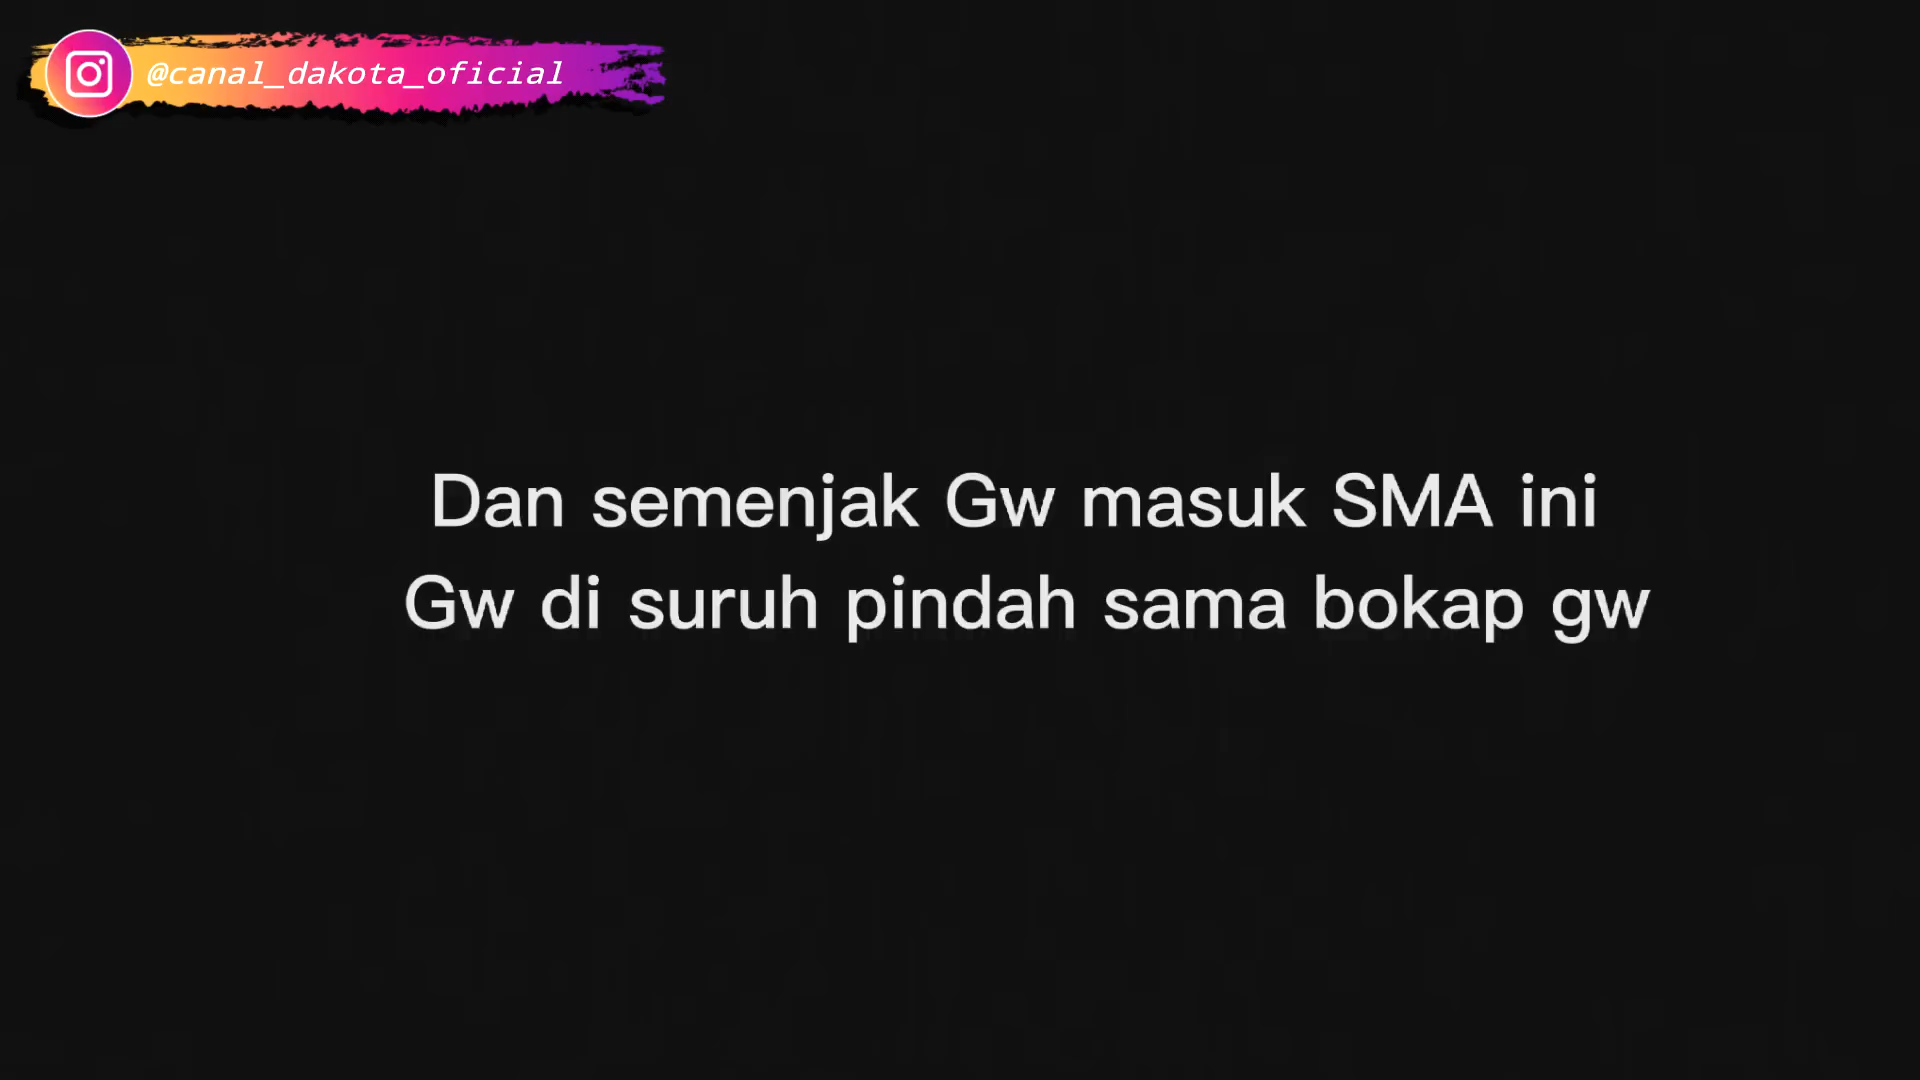 @canal_dakota_oficial
Dan semenjak Gw masuk SMA ini
Gw di suruh pindah sama bokap gw